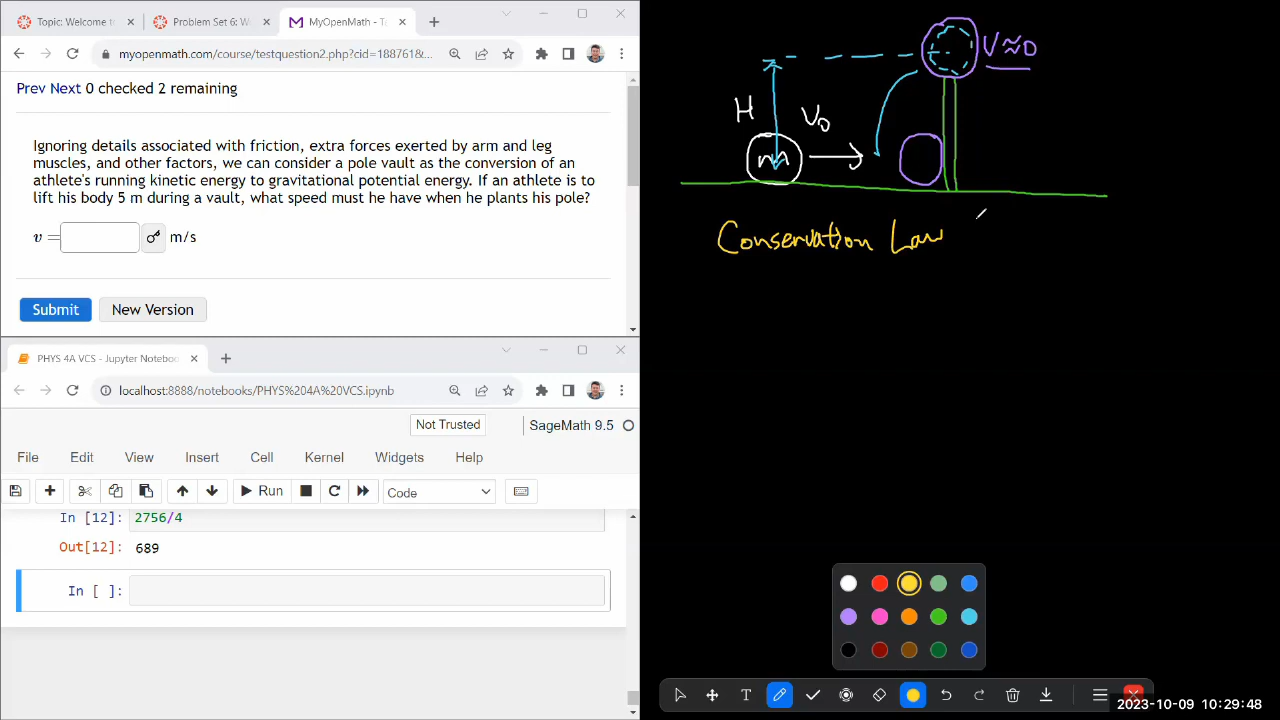 Topic: Welcome t
Problem Set 6: W
MyOpenMath - T
myopenmath.com/course/testquestion.php?cid=188761&...
Prev Next 0 checked 2 remaining
Ignoring details associated with friction, extra forces exerted by arm and leg
muscles, and other factors, we can consider a pole vault as the conversion of an
athlete's running kinetic energy to gravitational potential energy. If an athlete is to
lift his body 5 m during a vault, what speed must he have when he plants his pole?
v = m/s
Submit New Version
PHYS 4A VCS - Jupyter Notebo
localhost:8888/notebooks/PHYS%204A%20VCS.ipynb
Not Trusted
SageMath 9.5
File Edit View Insert Cell Kernel Widgets Help
Run
Code
In [12]: 2756/4
Out[12]: 689
In [ ]:
V≈0
H
V0
m
Conservation Law
T
2023-10-09 10:29:48